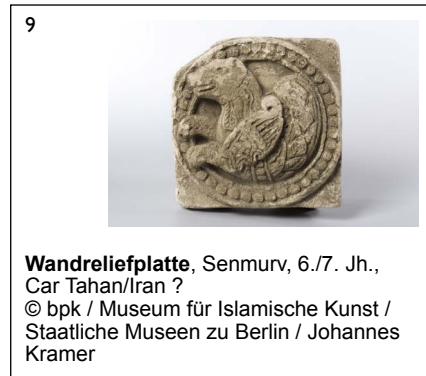 9
Wandreliefplatte, Senmurv, 6./7. Jh.,
Car Tahan/Iran ?
© bpk / Museum für Islamische Kunst /
Staatliche Museen zu Berlin / Johannes
Kramer